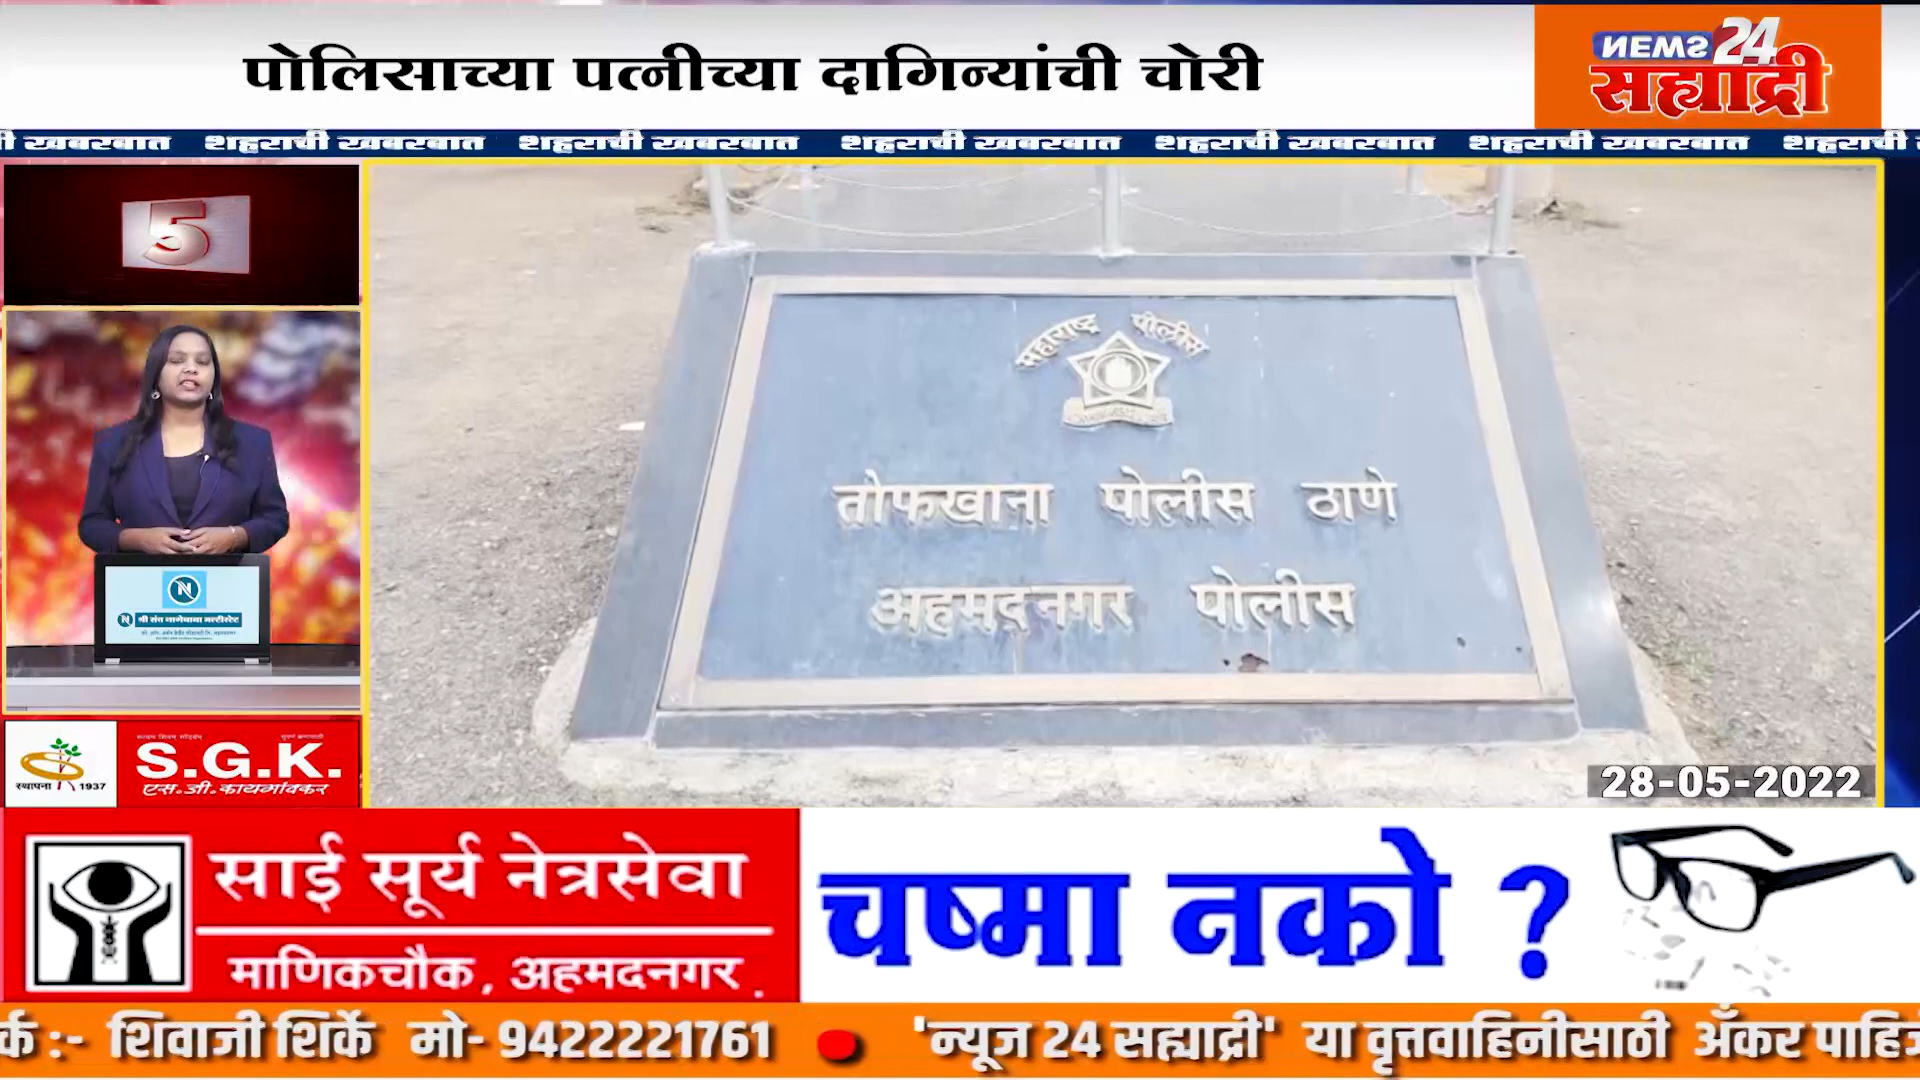 पोलिसाच्या पत्नीच्या दागिन्यांची चोरी
NEWS 24
सह्याद्री
ी खबरबात शहराची खबरबात शहराची खबरबात शहराची खबरबात शहराची खबरबात शहराची खबरबात शहराची
5
महाराष्ट्र पोलीस
तोफखाना पोलीस ठाणे
अहमदनगर पोलीस
N
N श्री संत नागेबाबा मल्टीस्टेट
स्थापना 1937
S.G.K.
एस.जी.कायगांवकर
28-05-2022
साई सूर्य नेत्रसेवा
माणिकचौक, अहमदनगर.
चष्मा नको ?
र्क :- शिवाजी शिर्के मो- 9422221761 'न्यूज 24 सह्याद्री' या वृत्तवाहिनीसाठी अँकर पाहिजे